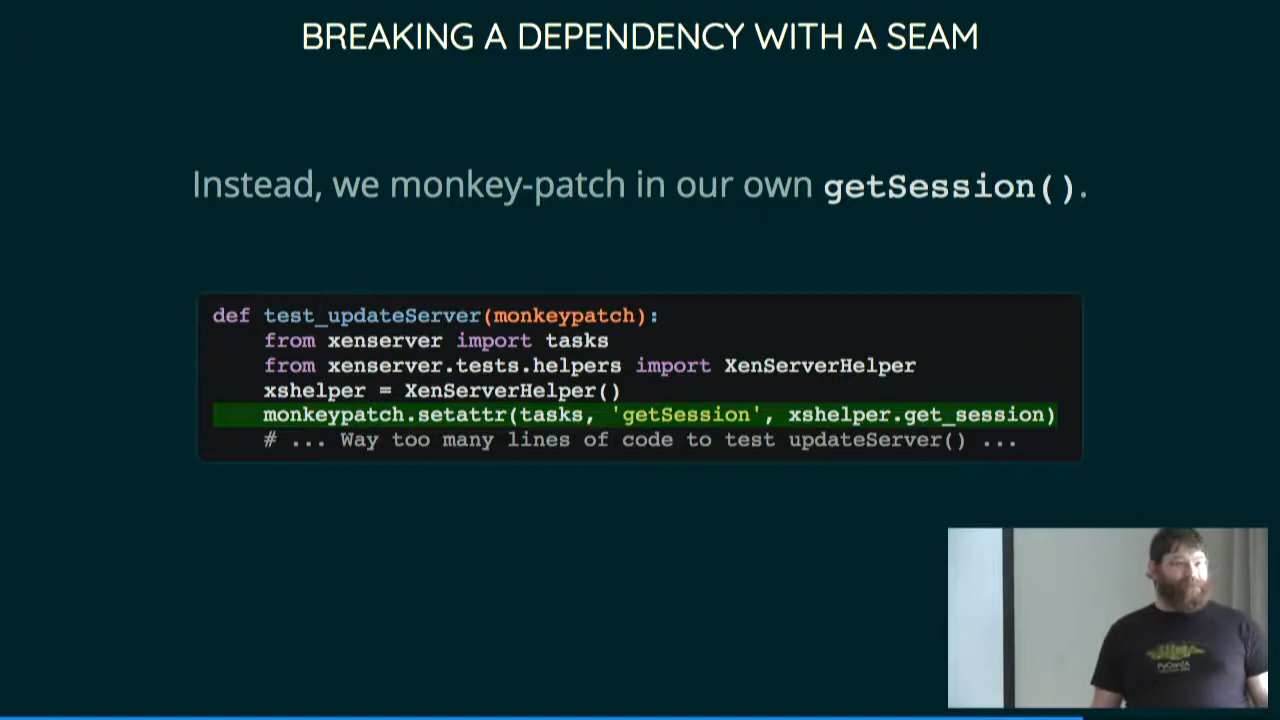 BREAKING A DEPENDENCY WITH A SEAM
Instead, we monkey-patch in our own getSession().
def test_updateServer(monkeypatch):
    from xenserver import tasks
    from xenserver.tests.helpers import XenServerHelper
    xshelper = XenServerHelper()
    monkeypatch.setattr(tasks, 'getSession', xshelper.get_session)
    # ... Way too many lines of code to test updateServer() ...
PyConZA